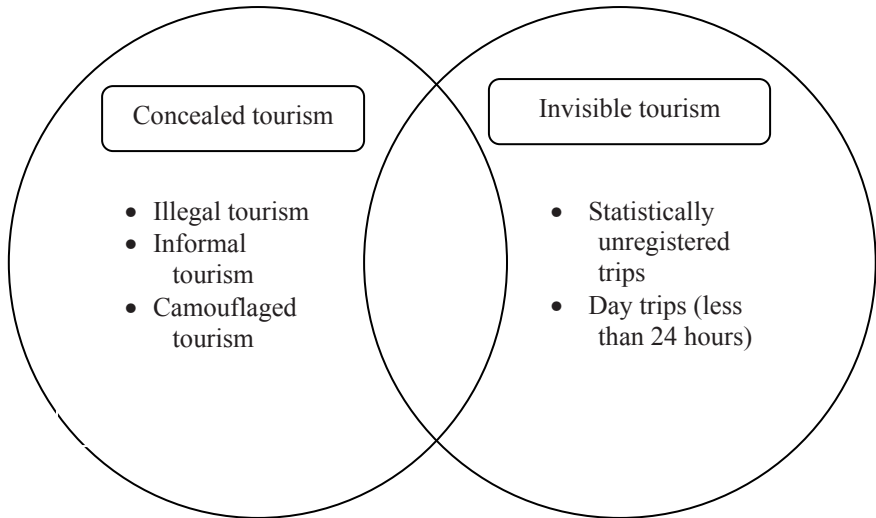 Concealed tourism
• Illegal tourism
• Informal
tourism
• Camouflaged
tourism
Invisible tourism
• Statistically
unregistered
trips
• Day trips (less
than 24 hours)